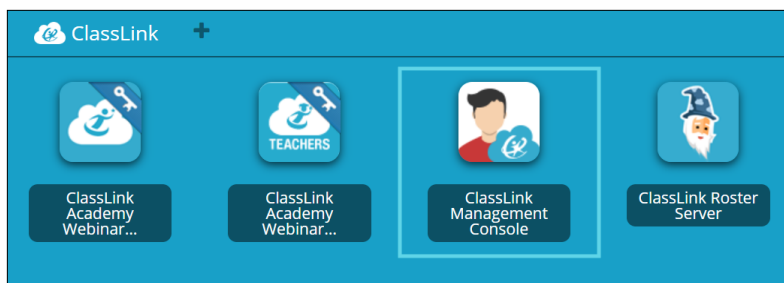 ClassLink
TEACHERS
ClassLink
Academy
Webinar...
ClassLink
Academy
Webinar...
ClassLink
Management
Console
ClassLink Roster
Server